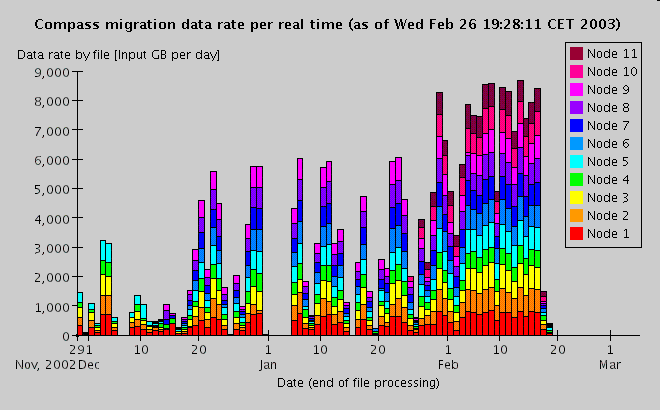 Compass migration data rate per real time (as of Wed Feb 26 19:28:11 CET 2003)
Data rate by file [Input GB per day]
9,000
8,000
7,000
6,000
5,000
4,000
3,000
2,000
1,000
0
Node 11
Node 10
Node 9
Node 8
Node 7
Node 6
Node 5
Node 4
Node 3
Node 2
Node 1
29 1 10 20 1 10 20 1 10 20 1
Nov, 2002 Dec Jan Feb Mar
Date (end of file processing)